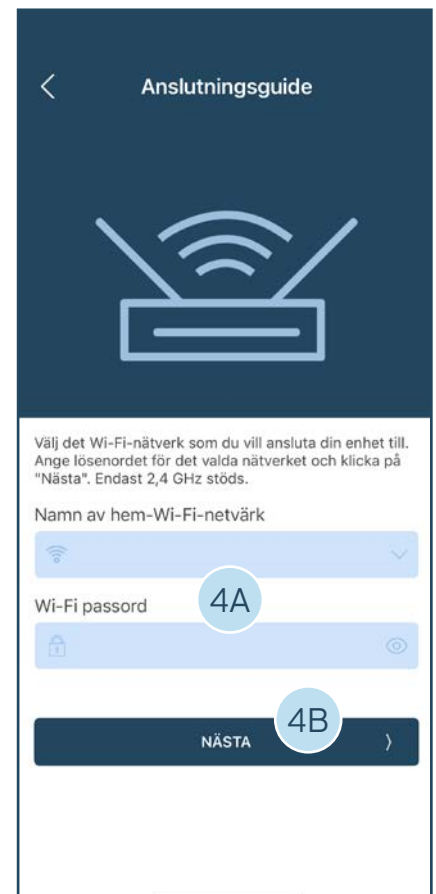 Anslutningsguide
Välj det Wi-Fi-nätverk som du vill ansluta din enhet till.
Ange lösenordet för det valda nätverket och klicka på
"Nästa". Endast 2,4 GHz stöds.
Namn av hem-Wi-Fi-netvärk
4A
Wi-Fi passord
4B
NÄSTA